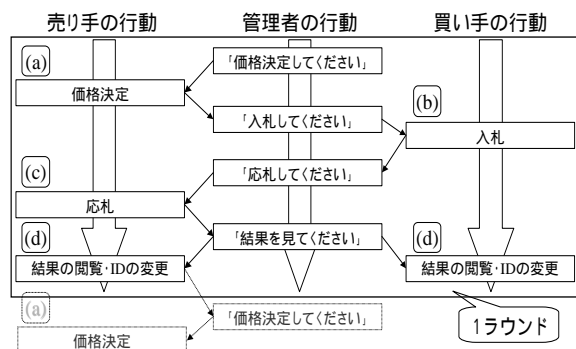 売り手の行動 管理者の行動 買い手の行動
(a) 「価格決定してください」
価格決定 (b)
「入札してください」
入札
(c) 「応札してください」
応札
(d) 「結果を見てください」 (d)
結果の閲覧・IDの変更 結果の閲覧・IDの変更
(a) 「価格決定してください」
1ラウンド
価格決定